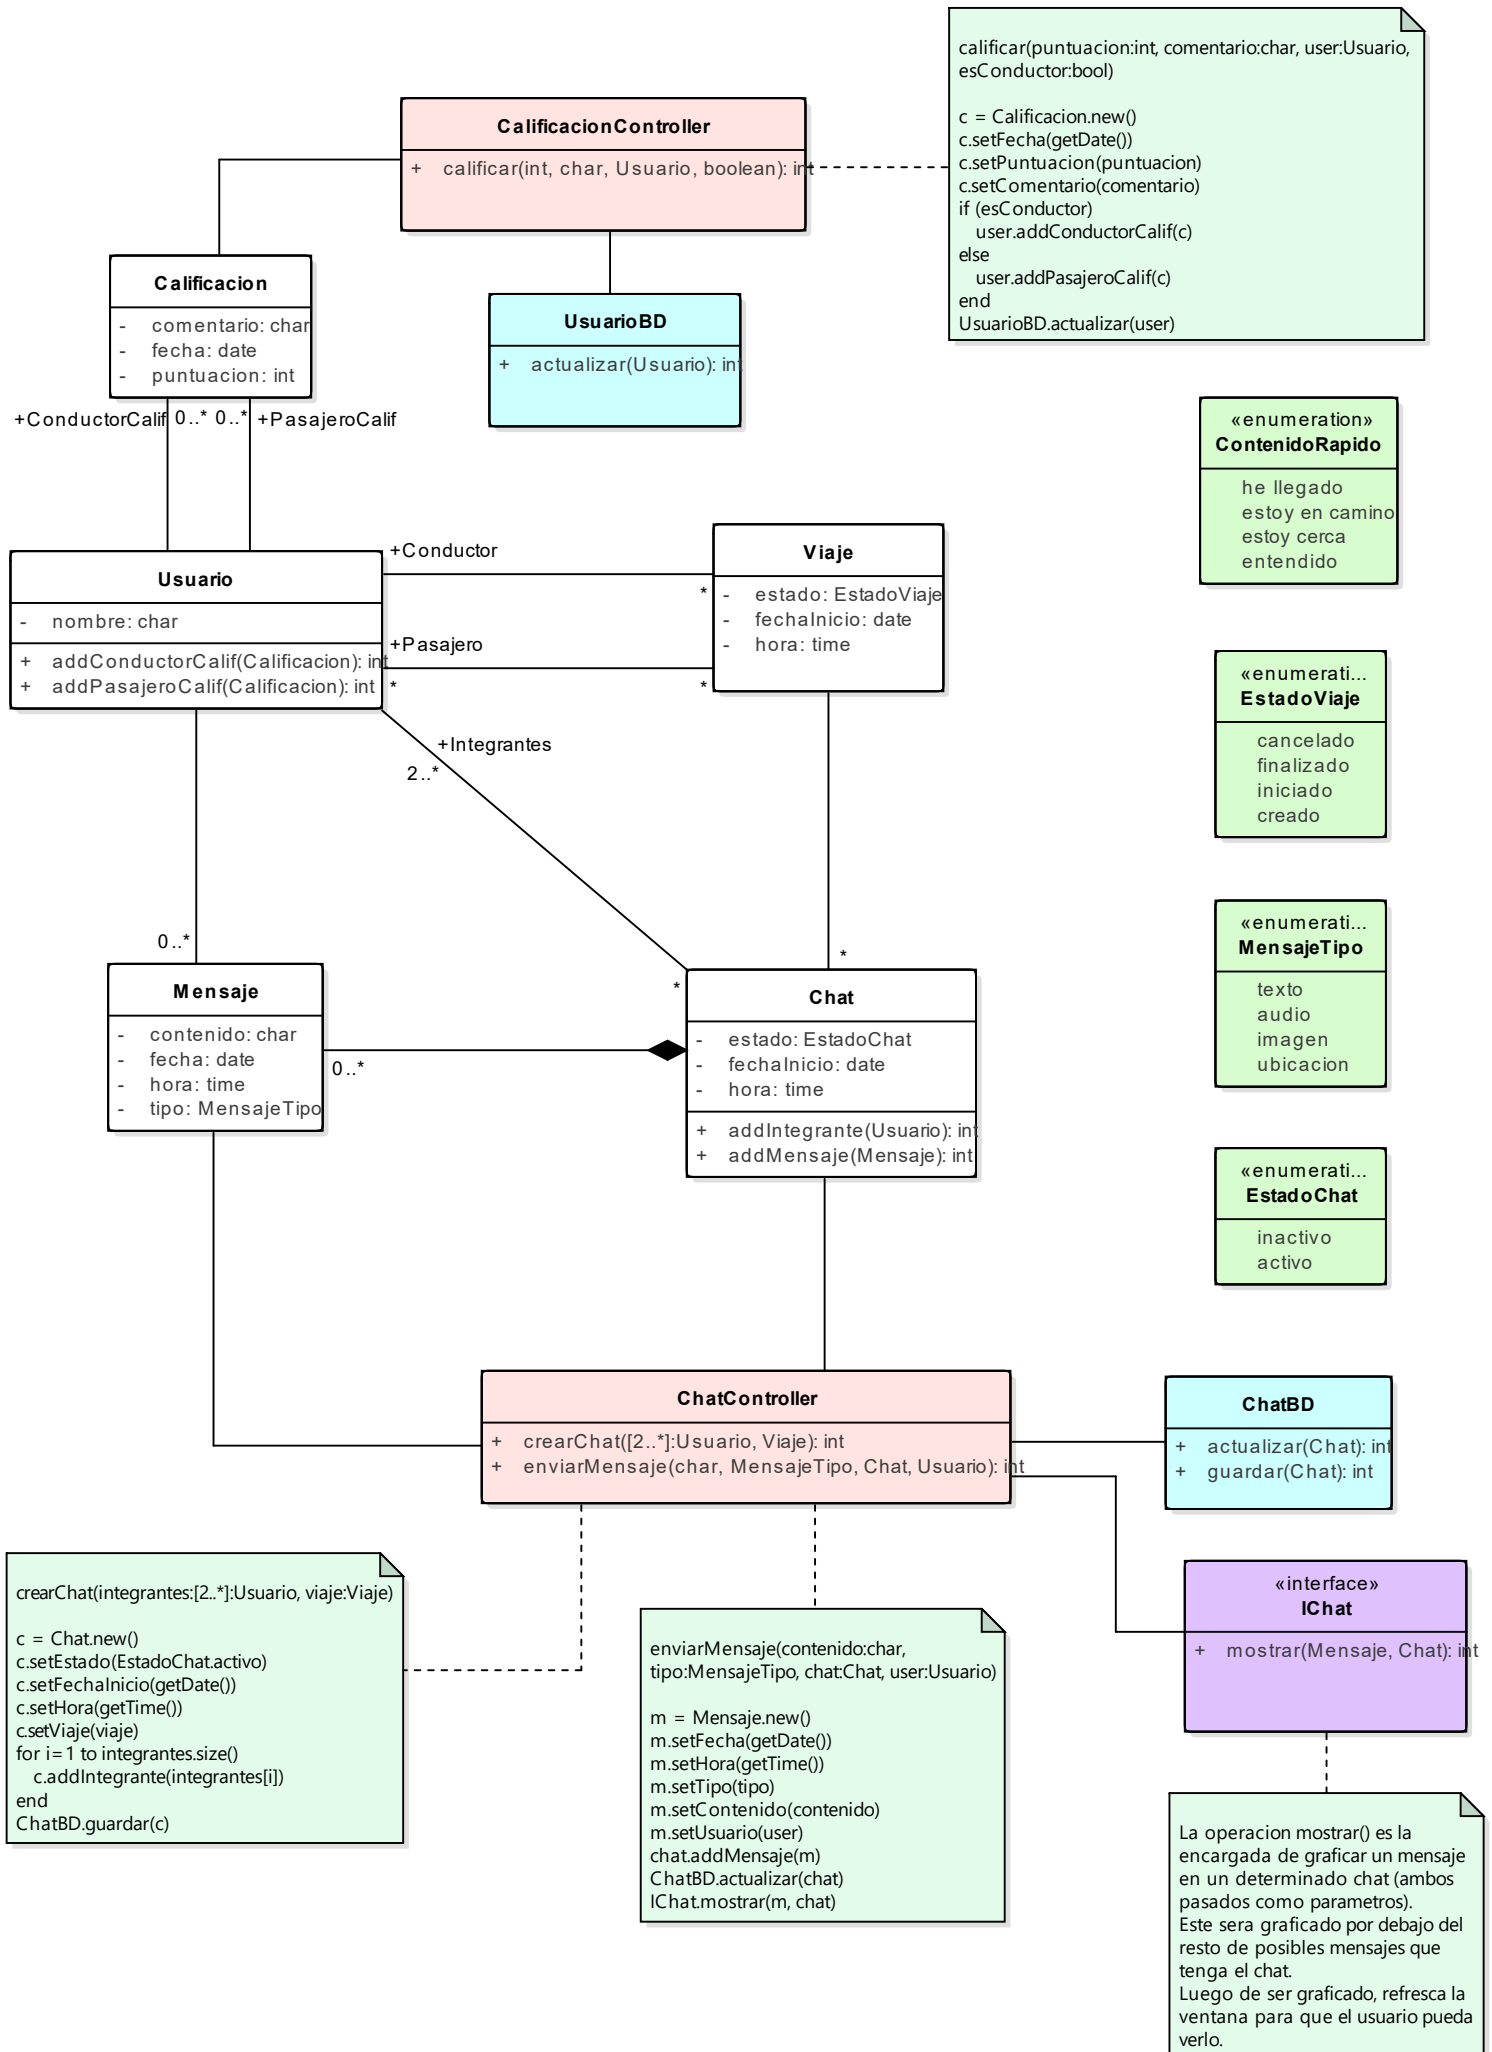 calificar(puntuacion:int, comentario:char, user:Usuario,
esConductor:bool)
c = Calificacion.new()
c.setFecha(getDate())
c.setPuntuacion(puntuacion)
c.setComentario(comentario)
if (esConductor)
user.addConductorCalif(c)
else
user.addPasajeroCalif(c)
end
UsuarioBD.actualizar(user)
CalificacionController
+ calificar(int, char, Usuario, boolean): int
Calificacion
- comentario: char
- fecha: date
- puntuacion: int
UsuarioBD
+ actualizar(Usuario): int
+ConductorCalif 0..* 0..* +PasajeroCalif
«enumeration»
ContenidoRapido
he llegado
estoy en camino
estoy cerca
entendido
Usuario
- nombre: char
+ addConductorCalif(Calificacion): int
+ addPasajeroCalif(Calificacion): int
+Conductor
*
+Pasajero
* *
Viaje
- estado: EstadoViaje
- fechaInicio: date
- hora: time
«enumerati...
EstadoViaje
cancelado
finalizado
iniciado
creado
+Integrantes
2..*
0..*
*
*
«enumerati...
MensajeTipo
texto
audio
imagen
ubicacion
Mensaje
- contenido: char
- fecha: date
- hora: time
- tipo: MensajeTipo
0..*
Chat
- estado: EstadoChat
- fechaInicio: date
- hora: time
+ addIntegrante(Usuario): int
+ addMensaje(Mensaje): int
«enumerati...
EstadoChat
inactivo
activo
ChatController
+ crearChat([2..*]:Usuario, Viaje): int
+ enviarMensaje(char, MensajeTipo, Chat, Usuario): int
ChatBD
+ actualizar(Chat): int
+ guardar(Chat): int
«interface»
IChat
+ mostrar(Mensaje, Chat): int
crearChat(integrantes:[2..*]:Usuario, viaje:Viaje)
c = Chat.new()
c.setEstado(EstadoChat.activo)
c.setFechaInicio(getDate())
c.setHora(getTime())
c.setViaje(viaje)
for i=1 to integrantes.size()
c.addIntegrante(integrantes[i])
end
ChatBD.guardar(c)
enviarMensaje(contenido:char,
tipo:MensajeTipo, chat:Chat, user:Usuario)
m = Mensaje.new()
m.setFecha(getDate())
m.setHora(getTime())
m.setTipo(tipo)
m.setContenido(contenido)
m.setUsuario(user)
chat.addMensaje(m)
ChatBD.actualizar(chat)
IChat.mostrar(m, chat)
La operacion mostrar() es la
encargada de graficar un mensaje
en un determinado chat (ambos
pasados como parametros).
Este sera graficado por debajo del
resto de posibles mensajes que
tenga el chat.
Luego de ser graficado, refresca la
ventana para que el usuario pueda
verlo.